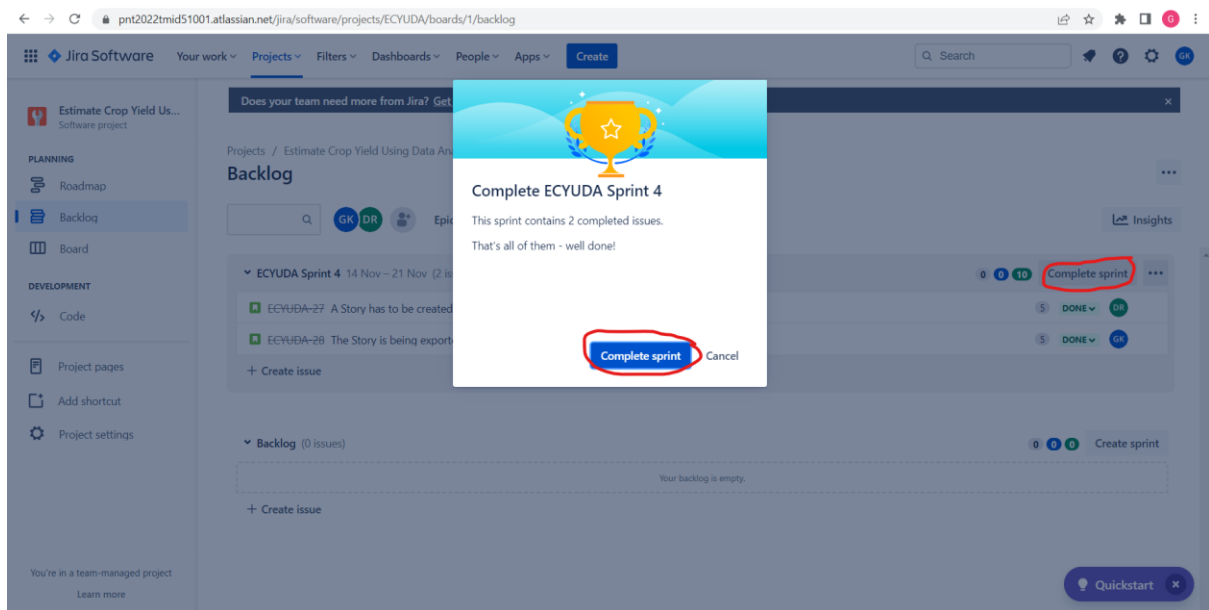 pnt2022tmid51001.atlassian.net/jira/software/projects/ECYUDA/boards/1/backlog
G
Jira Software Your work Projects Filters Dashboards People Apps Create Search GK
Does your team need more from Jira? Get
Estimate Crop Yield Us...
Software project
PLANNING
Roadmap
Backlog
Board
DEVELOPMENT
Code
Project pages
Add shortcut
Project settings
You're in a team-managed project
Learn more
Projects / Estimate Crop Yield Using Data An
Backlog
GK DR Epic
Insights
ECYUDA Sprint 4 14 Nov – 21 Nov (2 is
0 0 10 Complete sprint
ECYUDA-27 A Story has to be created
5 DONE DR
ECYUDA-28 The Story is being export
5 DONE GK
+ Create issue
Complete ECYUDA Sprint 4
This sprint contains 2 completed issues.
That's all of them - well done!
Complete sprint Cancel
Backlog (0 issues) 0 0 0 Create sprint
Your backlog is empty.
+ Create issue
Quickstart